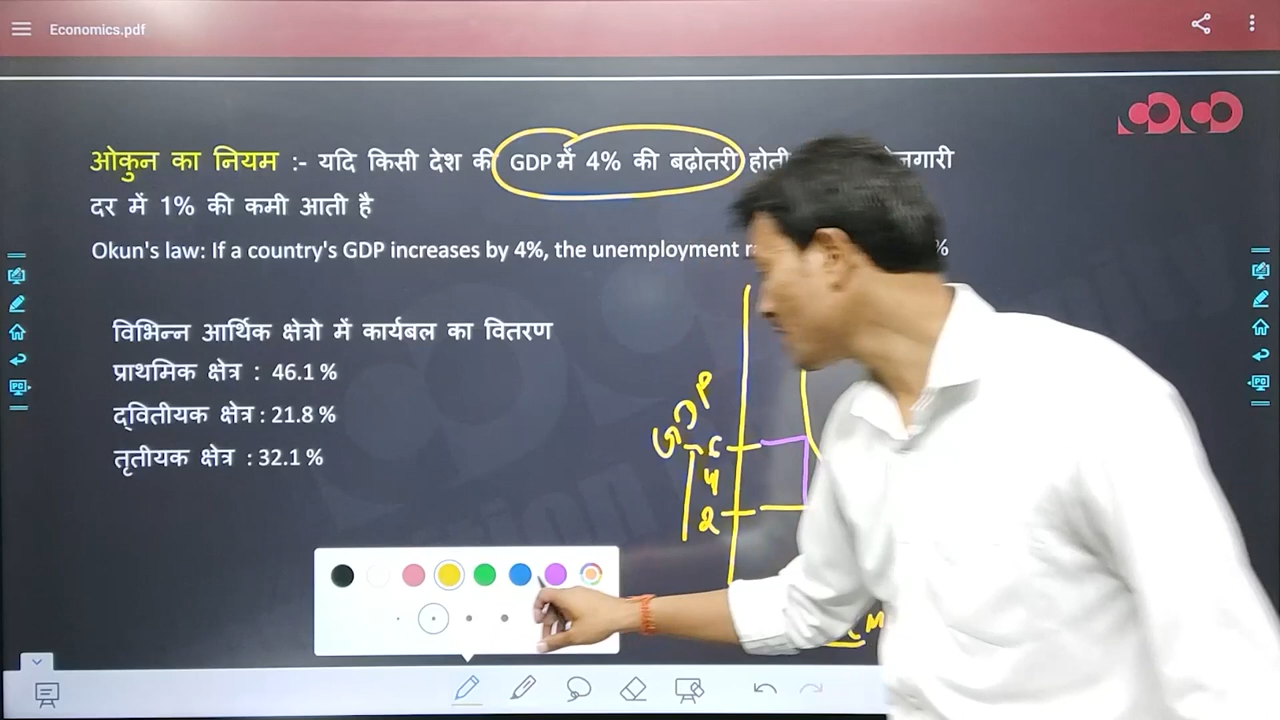 Economics.pdf
ओकुन का नियम :- यदि किसी देश की GDP में 4% की बढ़ोतरी होती
दर में 1% की कमी आती है
Okun's law: If a country's GDP increases by 4%, the unemployment %
विभिन्न आर्थिक क्षेत्रो में कार्यबल का वितरण
प्राथमिक क्षेत्र : 46.1 %
द्वितीयक क्षेत्र : 21.8 %
तृतीयक क्षेत्र : 32.1 %
GDP
6
4
2